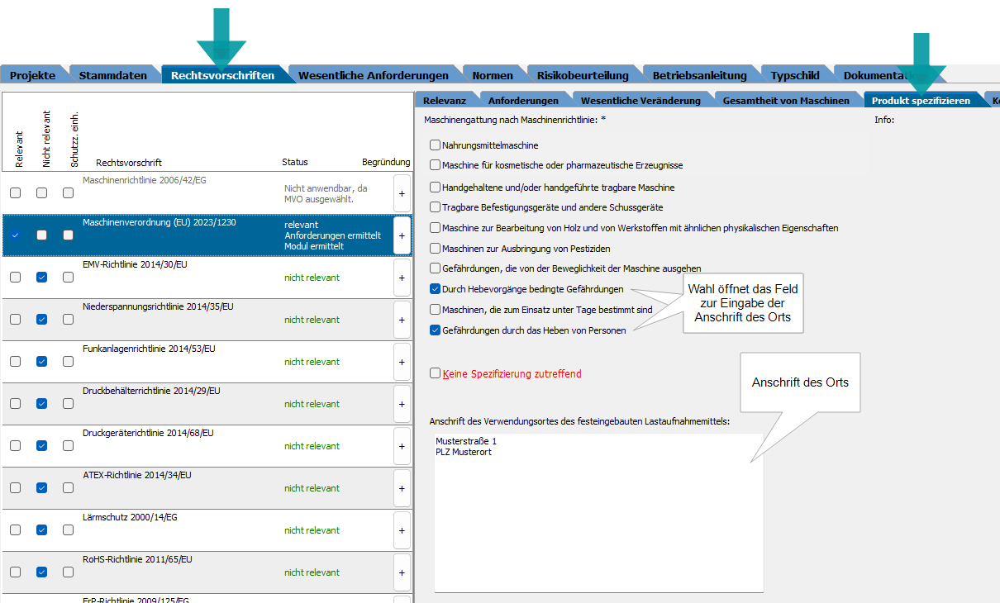 Projekte
Stammdaten
Rechtsvorschriften
Wesentliche Anforderungen
Normen
Risikobeurteilung
Betriebsanleitung
Typschild
Relevant
Nicht relevant
Schutzz. einh.
Rechtsvorschrift
Status
Begründung
Maschinenrichtlinie 2006/42/EG
Nicht anwendbar, da
MVO ausgewählt.
+
Maschinenverordnung (EU) 2023/1230
relevant
Anforderungen ermittelt
Modul ermittelt
+
EMV-Richtlinie 2014/30/EU
nicht relevant
+
Niederspannungsrichtlinie 2014/35/EU
nicht relevant
+
Funkanlagenrichtlinie 2014/53/EU
nicht relevant
+
Druckbehälterrichtlinie 2014/29/EU
nicht relevant
+
Druckgeräterichtlinie 2014/68/EU
nicht relevant
+
ATEX-Richtlinie 2014/34/EU
nicht relevant
+
Lärmschutz 2000/14/EG
nicht relevant
+
RoHS-Richtlinie 2011/65/EU
nicht relevant
+
ErP-Richtlinie 2009/125/EG
Relevanz
Anforderungen
Wesentliche Veränderung
Gesamtheit von Maschinen
Produkt spezifizieren
Maschinengattung nach Maschinenrichtlinie: *
Info:
Nahrungsmittelmaschine
Maschine für kosmetische oder pharmazeutische Erzeugnisse
Handgehaltene und/oder handgeführte tragbare Maschine
Tragbare Befestigungsgeräte und andere Schussgeräte
Maschine zur Bearbeitung von Holz und von Werkstoffen mit ähnlichen physikalischen Eigenschaften
Maschinen zur Ausbringung von Pestiziden
Gefährdungen, die von der Beweglichkeit der Maschine ausgehen
Durch Hebevorgänge bedingte Gefährdungen
Maschinen, die zum Einsatz unter Tage bestimmt sind
Gefährdungen durch das Heben von Personen
Wahl öffnet das Feld
zur Eingabe der
Anschrift des Orts
Keine Spezifizierung zutreffend
Anschrift des Orts
Anschrift des Verwendungsortes des festeingebauten Lastaufnahmemittels:
Musterstraße 1
PLZ Musterort